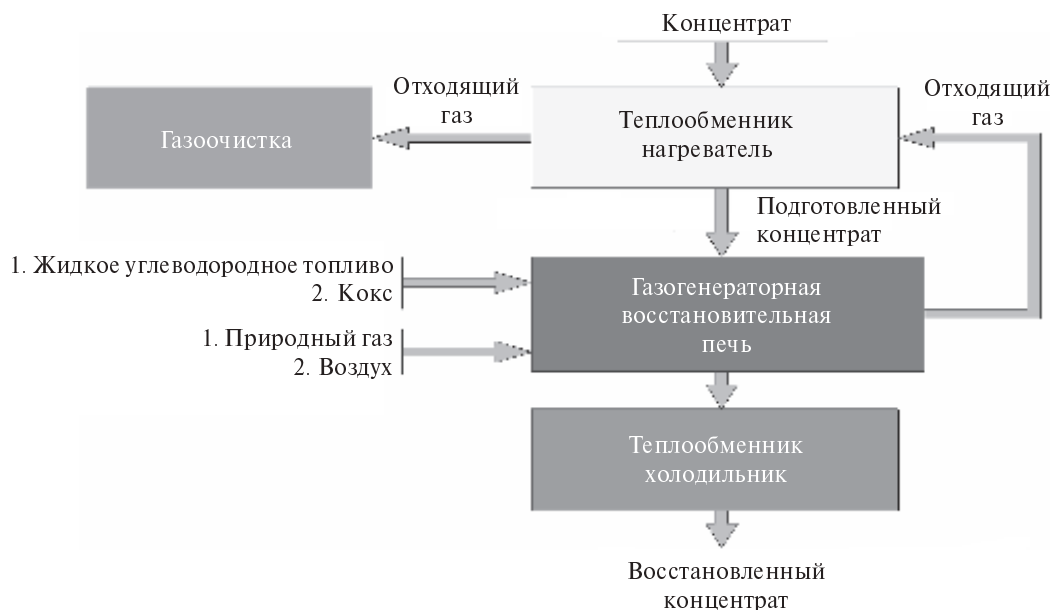 Концентрат
Отходящий
газ
Отходящий
газ
Газоочистка
Теплообменник
нагреватель
Подготовленный
концентрат
1. Жидкое углеводородное топливо
2. Кокс
1. Природный газ
2. Воздух
Газогенераторная
восстановительная
печь
Теплообменник
холодильник
Восстановленный
концентрат